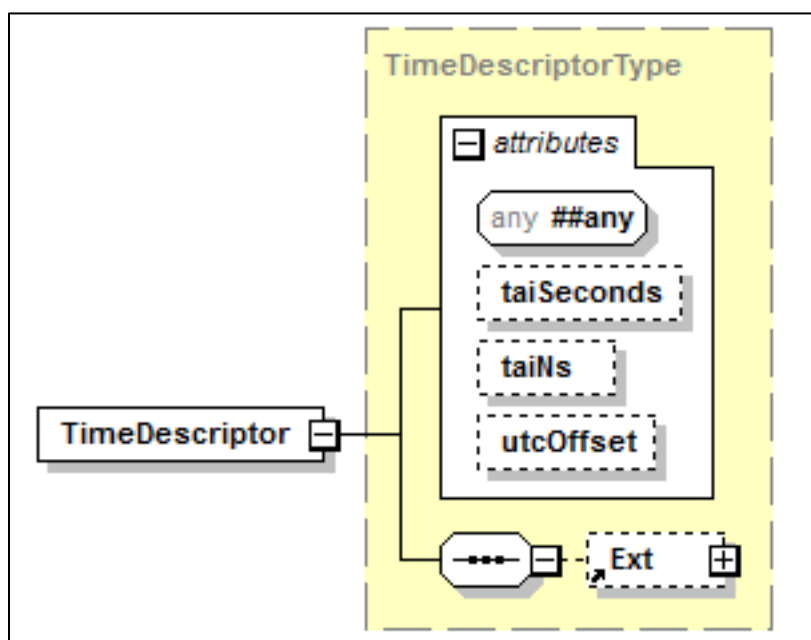 TimeDescriptorType
attributes
any ##any
taiSeconds
taiNs
utcOffset
TimeDescriptor
Ext